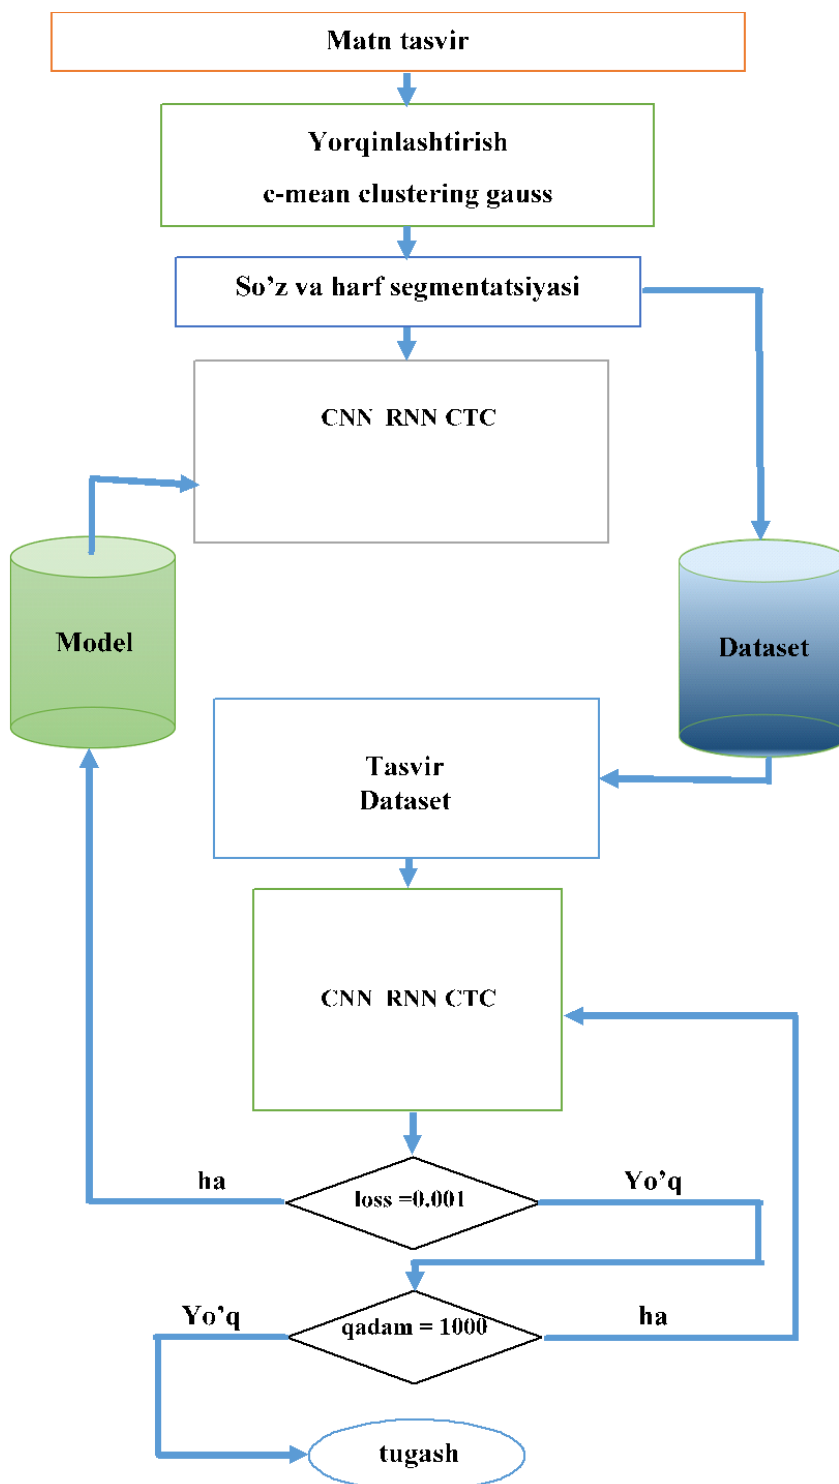 Matn tasvir
Yorqinlashtirish
c-mean clustering gauss
So’z va harf segmentatsiyasi
CNN RNN CTC
Model
Dataset
Tasvir
Dataset
CNN RNN CTC
ha
loss =0.001
Yo’q
Yo’q
qadam = 1000
ha
tugash